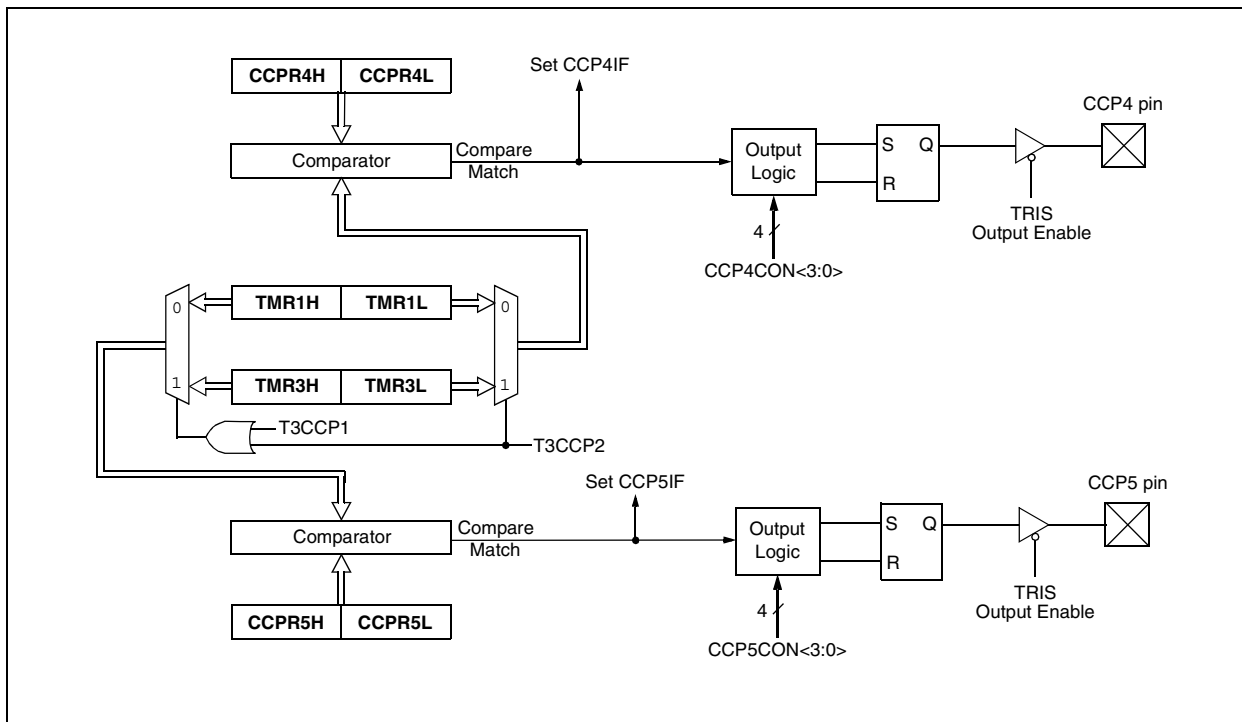 CCPR4H CCPR4L
Set CCP4IF
CCP4 pin
Comparator
Compare
Match
Output
Logic
S Q
R
TRIS
Output Enable
4
CCP4CON<3:0>
0 TMR1H TMR1L 0
1 TMR3H TMR3L 1
T3CCP1
T3CCP2
Set CCP5IF
CCP5 pin
Comparator
Compare
Match
Output
Logic
S Q
R
TRIS
Output Enable
4
CCPR5H CCPR5L
CCP5CON<3:0>